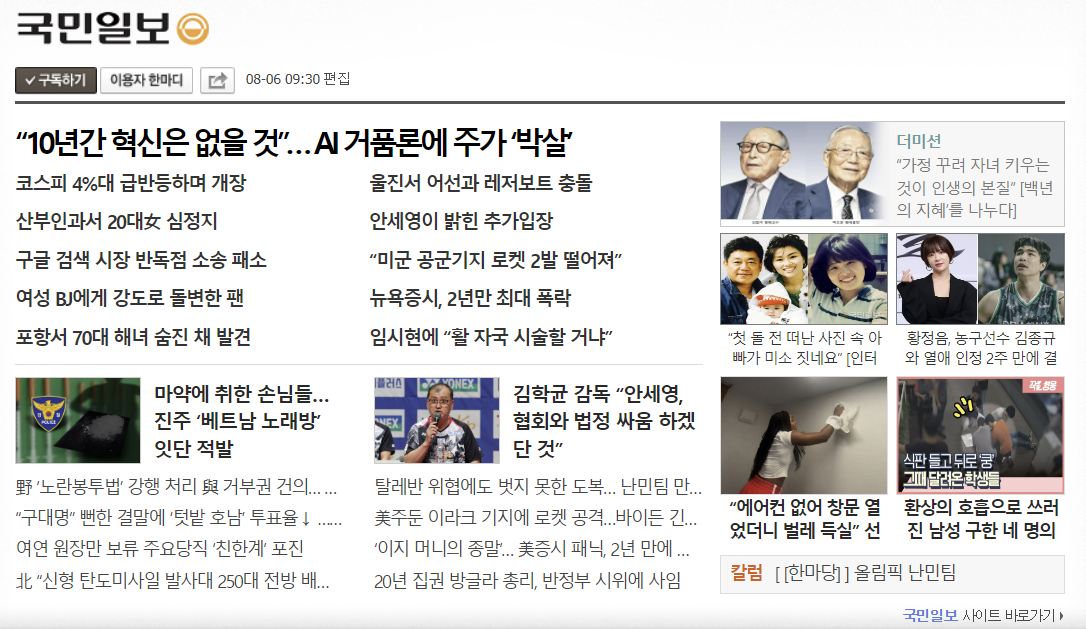 국민일보
구독하기
이용자 한마디
08-06 09:30 편집
“10년간 혁신은 없을 것”… AI 거품론에 주가 ‘박살’
코스피 4%대 급반등하며 개장
산부인과서 20대女 심정지
구글 검색 시장 반독점 소송 패소
여성 BJ에게 강도로 돌변한 팬
포항서 70대 해녀 숨진 채 발견
울진서 어선과 레저보트 충돌
안세영이 밝힌 추가입장
“미군 공군기지 로켓 2발 떨어져”
뉴욕증시, 2년만 최대 폭락
임시현에 “활 자국 시술할 거냐”
POLICE
마약에 취한 손님들…
진주 ‘베트남 노래방’
잇단 적발
野 ‘노란봉투법’ 강행 처리 與 거부권 건의… …
“구대명” 뻔한 결말에 ‘텃밭 호남’ 투표율↓ ……
여연 원장만 보류 주요당직 ‘친한계’ 포진
北 “신형 탄도미사일 발사대 250대 전방 배…
플러스
YONEX
김학균 감독 “안세영,
협회와 법정 싸움 하겠
단 것”
탈레반 위협에도 벗지 못한 도복… 난민팀 만…
美주둔 이라크 기지에 로켓 공격…바이든 긴…
‘이지 머니의 종말’… 美증시 패닉, 2년 만에 …
20년 집권 방글라 총리, 반정부 시위에 사임
더미션
“가정 꾸려 자녀 키우는
것이 인생의 본질” [백년
의 지혜’를 나누다]
“첫 돌 전 떠난 사진 속 아
빠가 미소 짓네요” [인터
황정음, 농구선수 김종규
와 열애 인정 2주 만에 결
“에어컨 없어 창문 열
었더니 벌레 득실” 선
식판 들고 뒤로 '쿵'
그때 달려온 학생들
환상의 호흡으로 쓰러
진 남성 구한 네 명의
칼럼 [ [한마당] ] 올림픽 난민팀
국민일보 사이트 바로가기